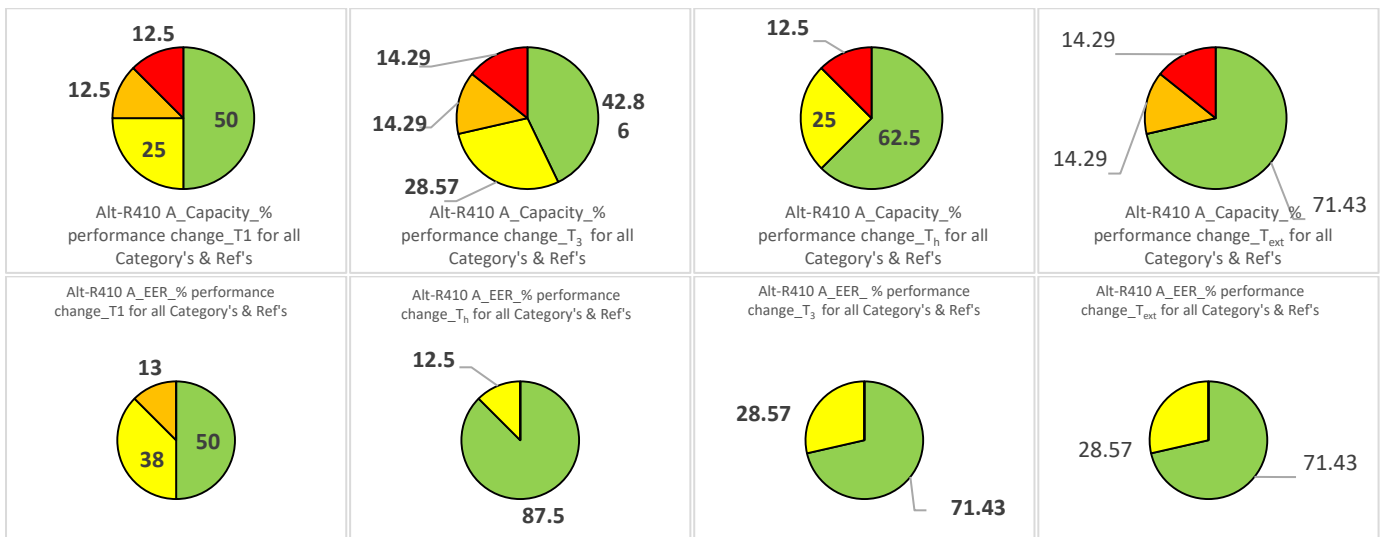 12.5
12.5
50
25
Alt-R410 A_Capacity_%
performance change_T1 for all
Category's & Ref's
14.29
14.29
42.8
6
28.57
Alt-R410 A_Capacity_%
performance change_T3 for all
Category's & Ref's
12.5
25
62.5
Alt-R410 A_Capacity_%
performance change_Th for all
Category's & Ref's
14.29
14.29
71.43
Alt-R410 A_Capacity_%
performance change_Text for all
Category's & Ref's
Alt-R410 A_EER_% performance
change_T1 for all Category's & Ref's
13
50
38
Alt-R410 A_EER_% performance
change_Th for all Category's & Ref's
12.5
87.5
Alt-R410 A_EER_ % performance
change_T3 for all Category's & Ref's
28.57
71.43
Alt-R410 A_EER_% performance
change_Text for all Category's & Ref's
28.57
71.43